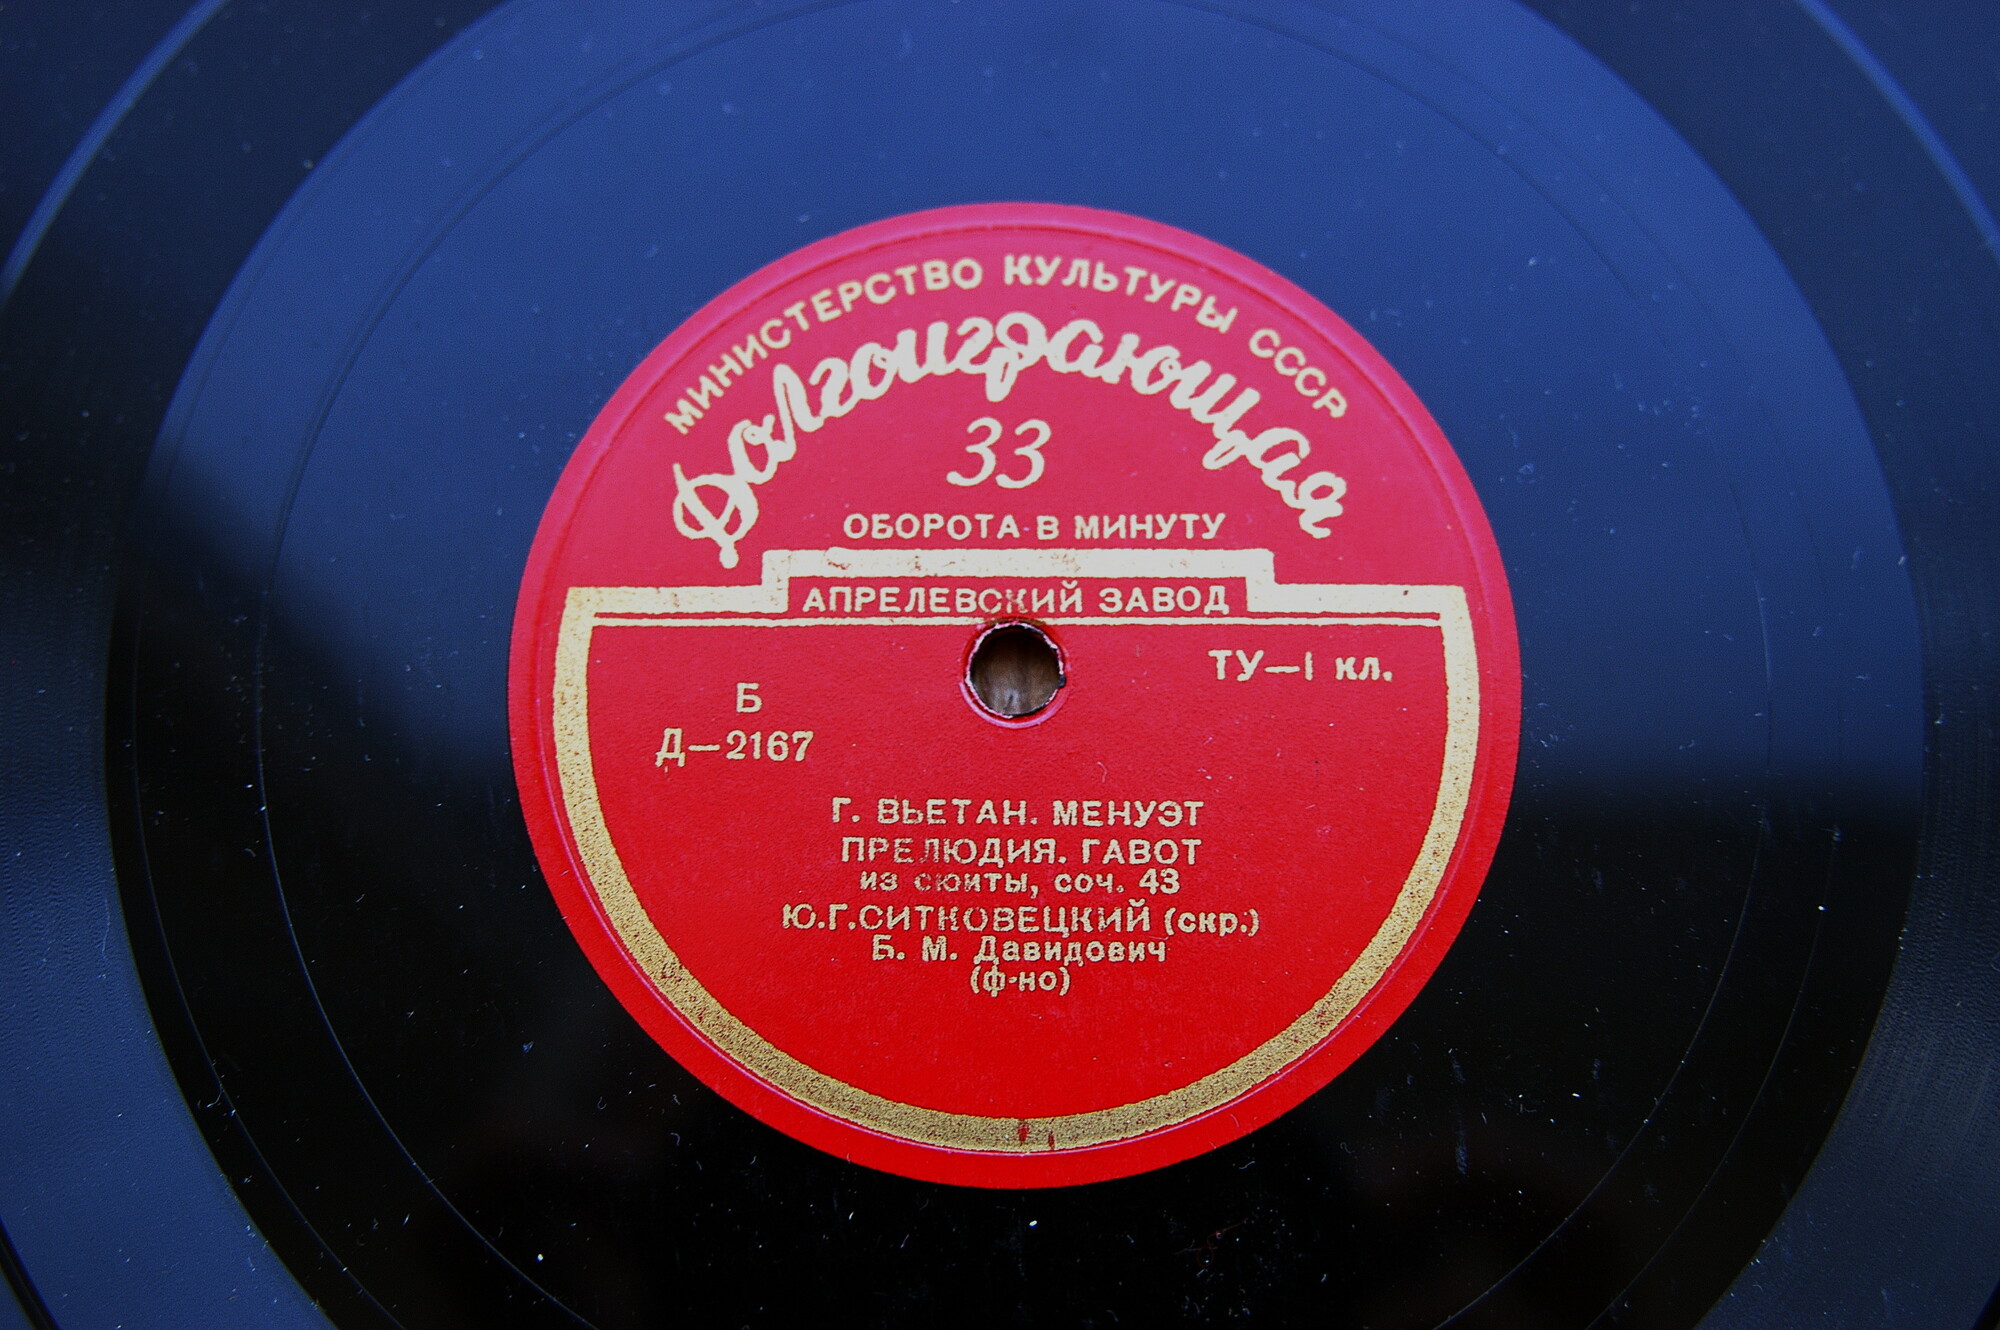 МИНИСТЕРСТВО КУЛЬТУРЫ СССР
Долгоиграющая
33
ОБОРОТА В МИНУТУ
АПРЕЛЕВСКИЙ ЗАВОД
ТУ—I кл.
Б
Д—2167
Г. ВЬЕТАН. МЕНУЭТ
ПРЕЛЮДИЯ. ГАВОТ
из сюиты, соч. 43
Ю.Г.СИТКОВЕЦКИЙ (скр.)
Б. М. Давидович
(ф-но)